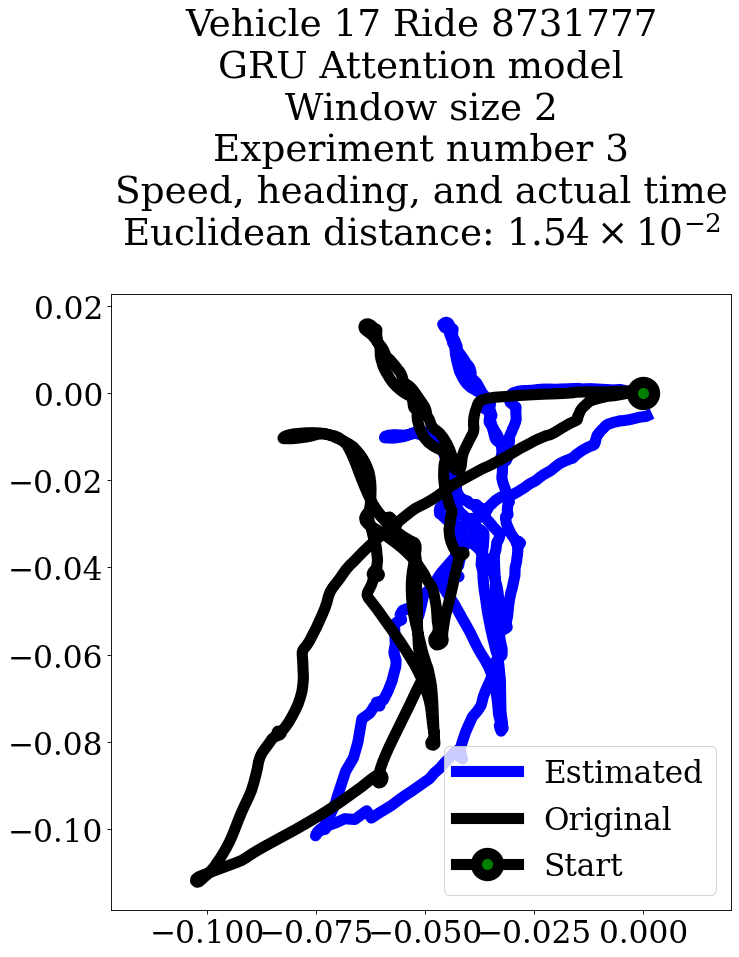 Vehicle 17 Ride 8731777
GRU Attention model
Window size 2
Experiment number 3
Speed, heading, and actual time
Euclidean distance: 1.54 × 10⁻²
0.02
0.00
−0.02
−0.04
−0.06
−0.08
−0.10
Estimated
Original
Start
−0.100 −0.075 −0.050 −0.025 0.000